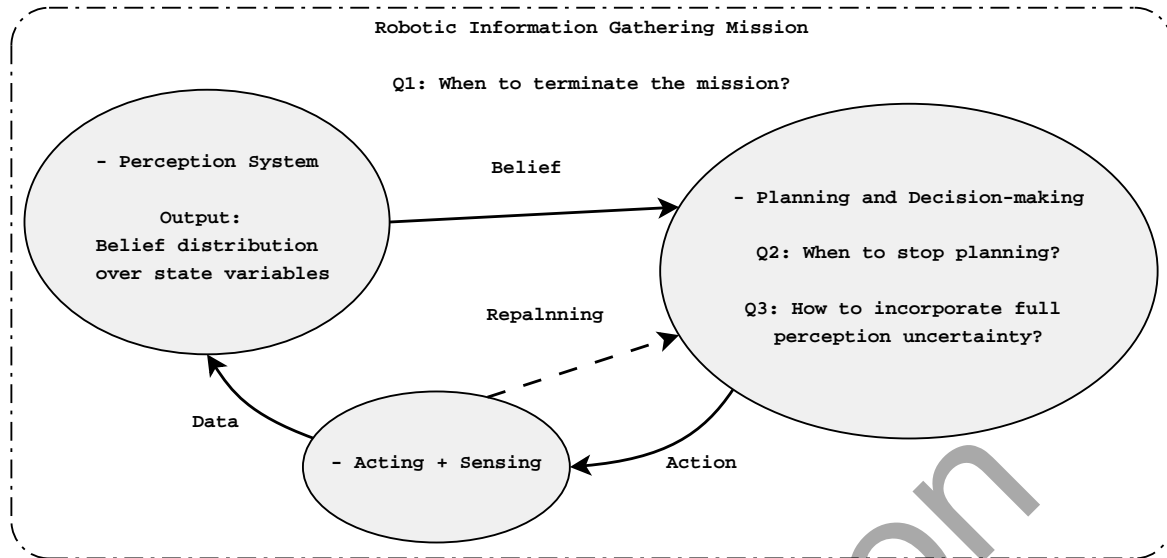 Robotic Information Gathering Mission
Q1: When to terminate the mission?
- Perception System
Output:
Belief distribution
over state variables
Belief
- Planning and Decision-making
Q2: When to stop planning?
Q3: How to incorporate full
perception uncertainty?
Repalnning
Data
- Acting + Sensing
Action
on